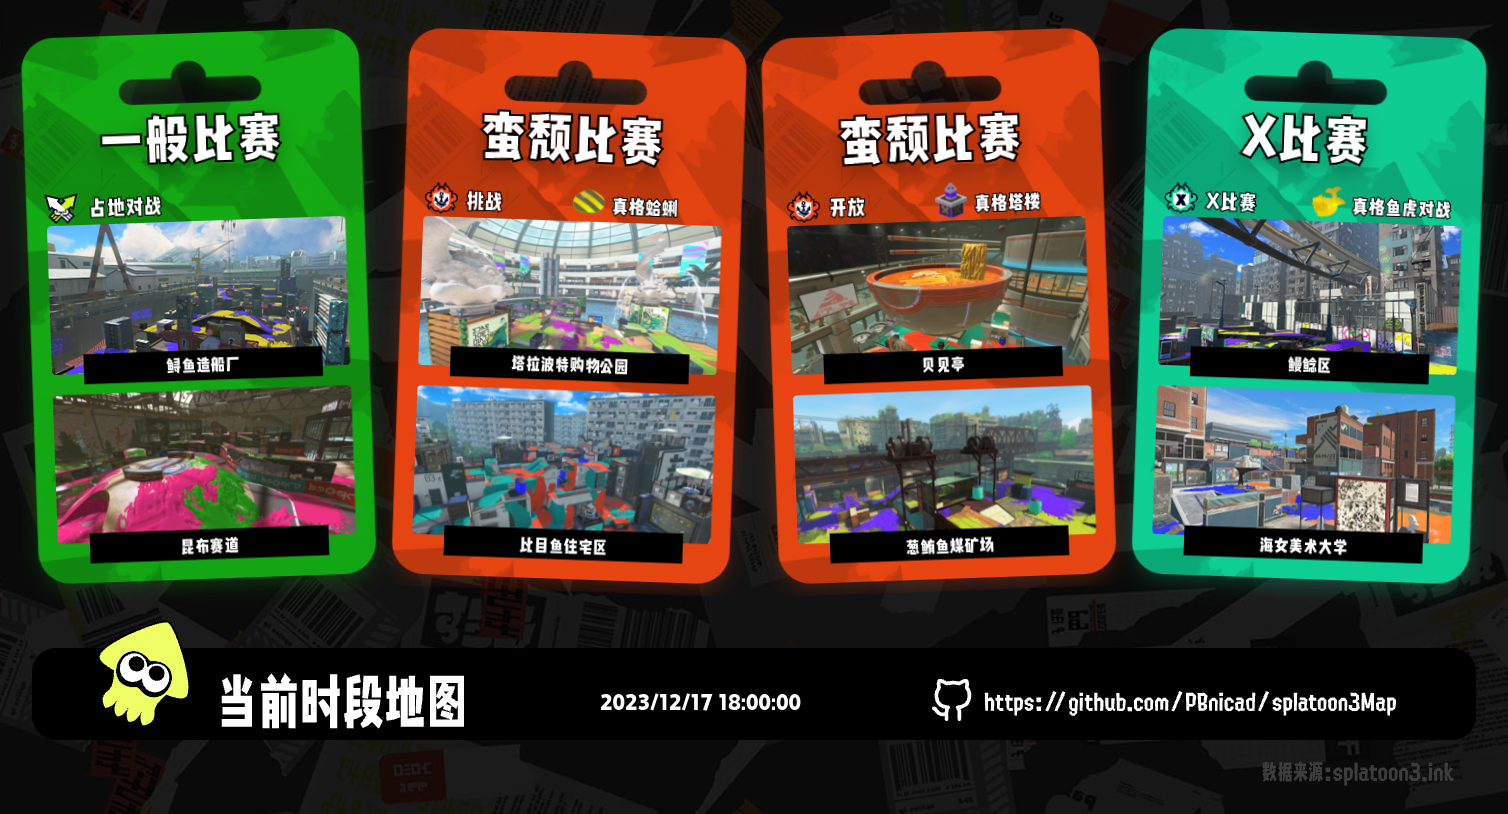 一般比赛
占地对战
鲟鱼造船厂
昆布赛道
蛮颓比赛
挑战
真格蛤蜊
塔拉波特购物公园
比目鱼住宅区
蛮颓比赛
开放
真格塔楼
贝见亭
葱鲔鱼煤矿场
X比赛
X比赛
真格鱼虎对战
鳗鲶区
海女美术大学
当前时段地图
2023/12/17 18:00:00
https://github.com/PBnicad/splatoon3Map
数据来源:splatoon3.ink